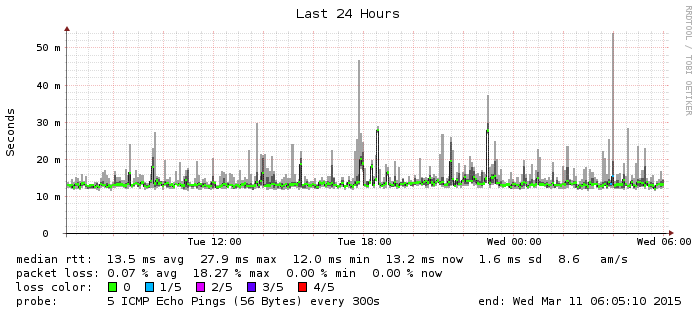 Last 24 Hours
RRDTOOL / TOBI OETIKER
Seconds
50 m
40 m
30 m
20 m
10 m
0
Tue 12:00 Tue 18:00 Wed 00:00 Wed 06:00
median rtt: 13.5 ms avg 27.9 ms max 12.0 ms min 13.2 ms now 1.6 ms sd 8.6 am/s
packet loss: 0.07 % avg 18.27 % max 0.00 % min 0.00 % now
loss color: 0 1/5 2/5 3/5 4/5
probe: 5 ICMP Echo Pings (56 Bytes) every 300s end: Wed Mar 11 06:05:10 2015